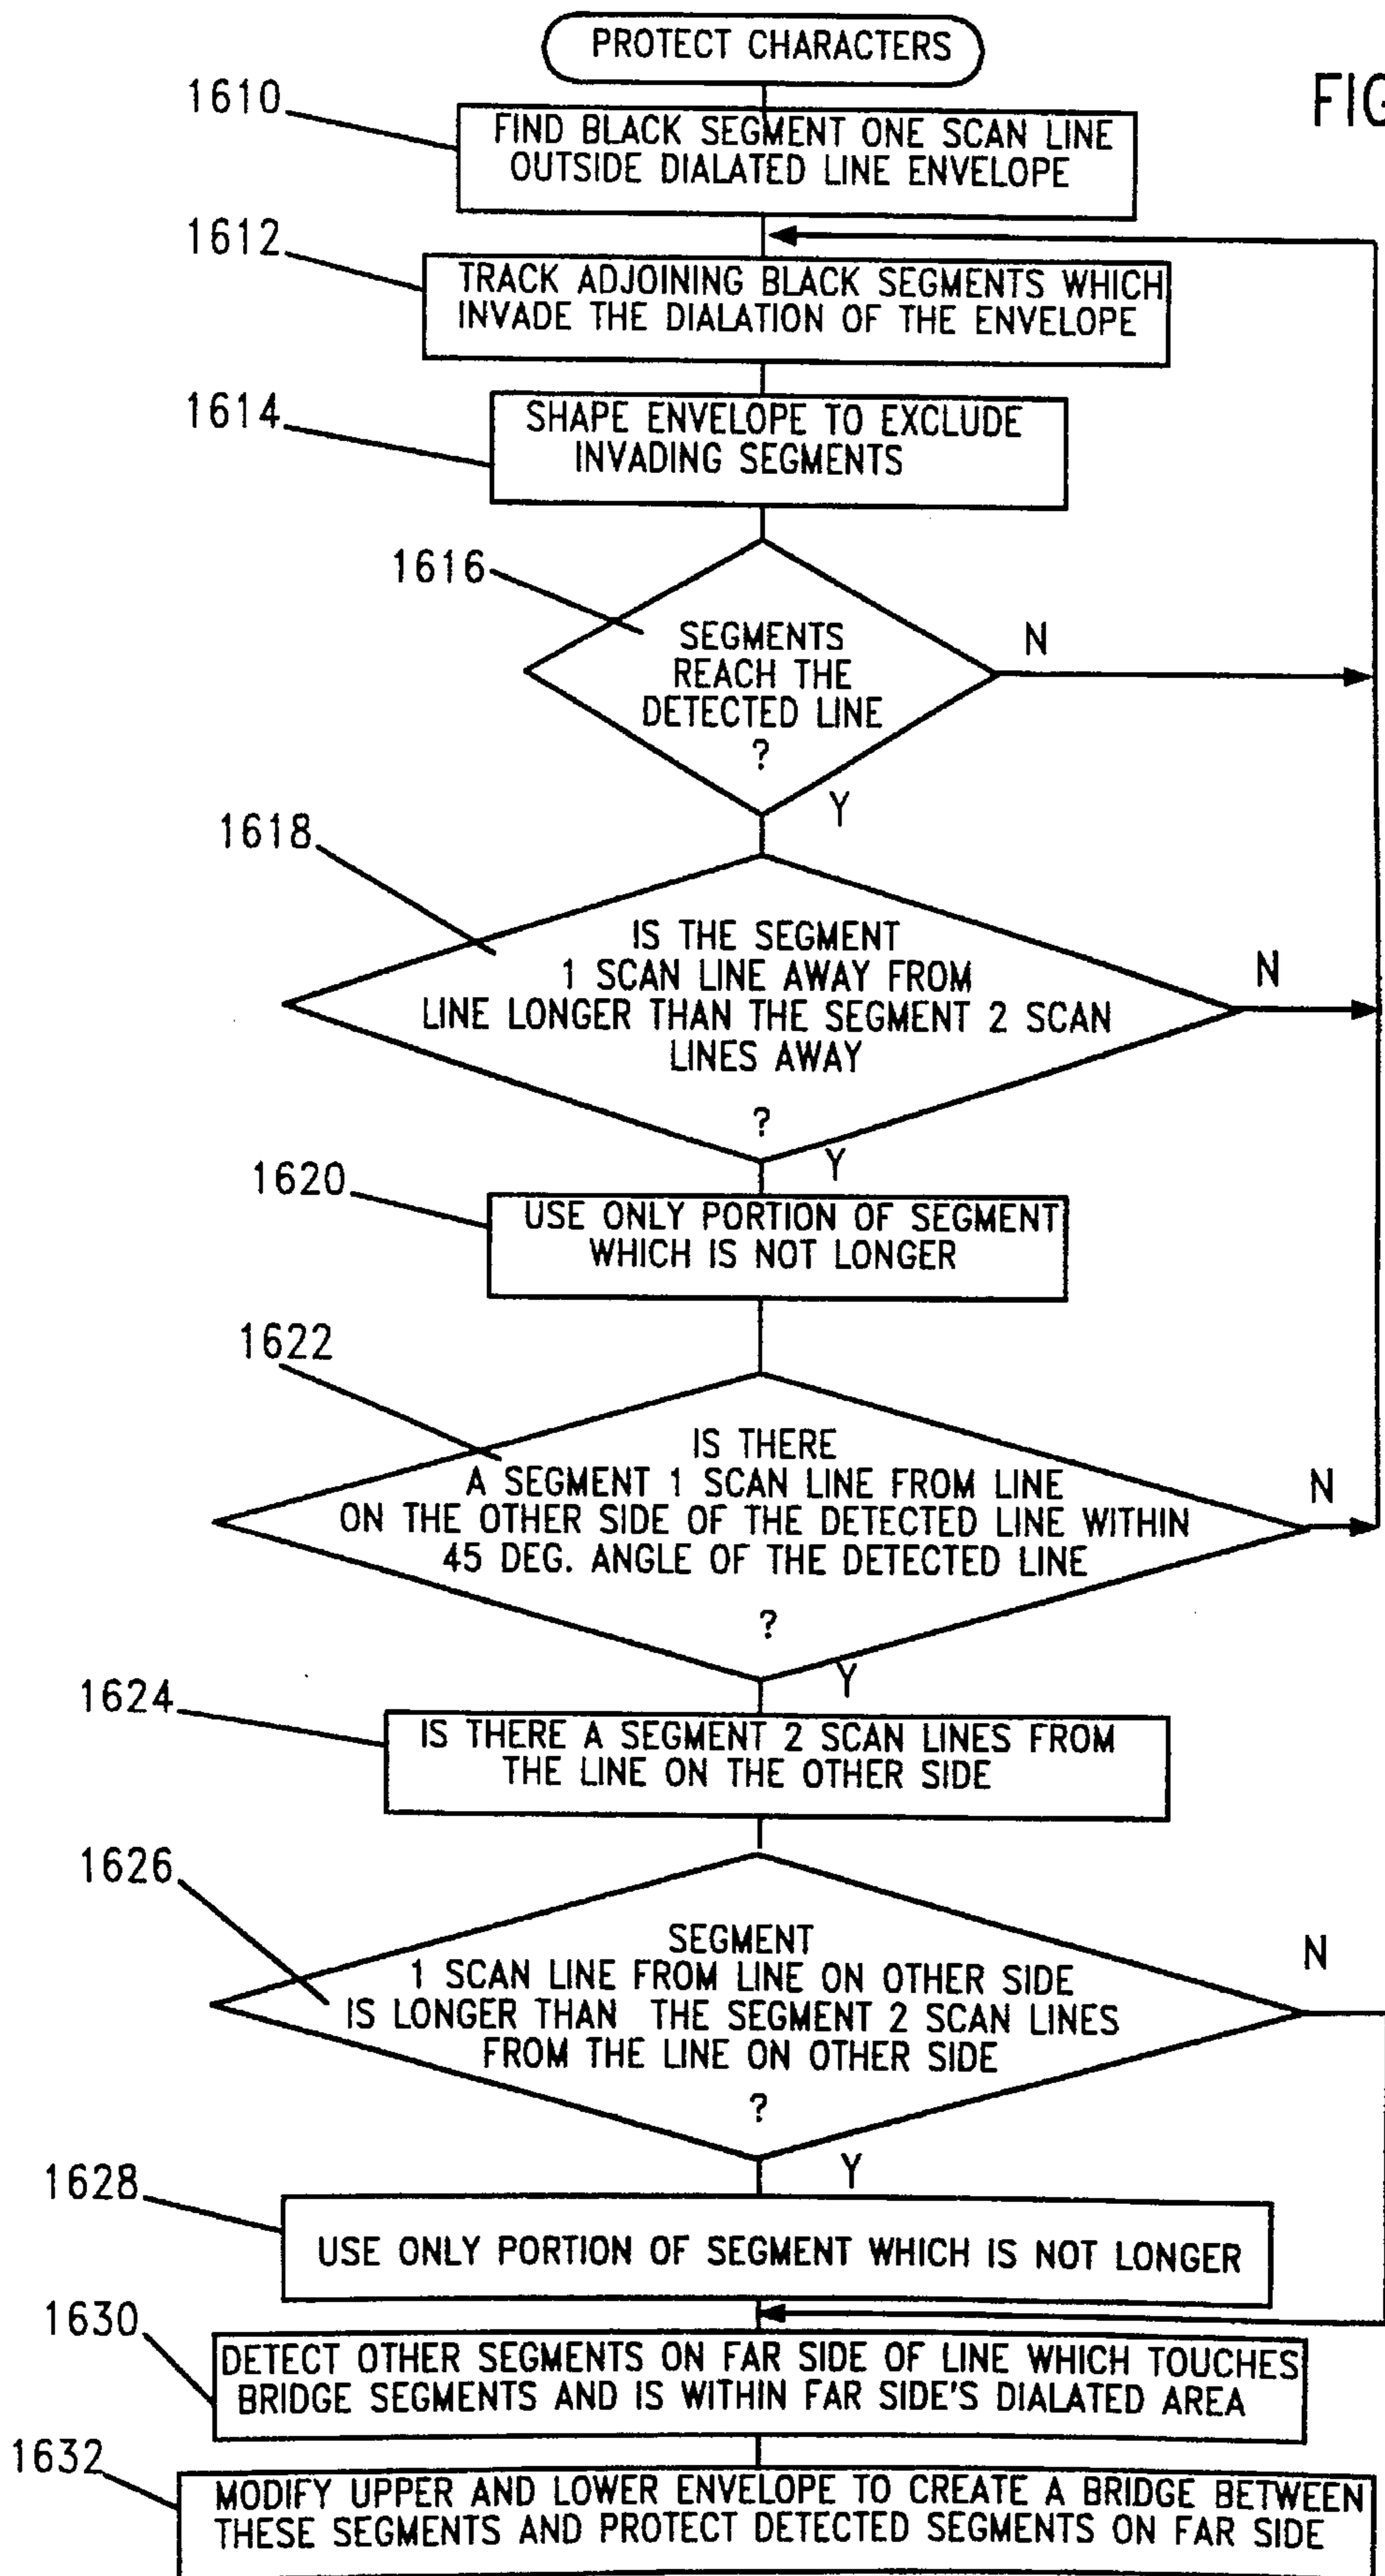 PROTECT CHARACTERS
FIG
1610
FIND BLACK SEGMENT ONE SCAN LINE
OUTSIDE DIALATED LINE ENVELOPE
1612
TRACK ADJOINING BLACK SEGMENTS WHICH
INVADE THE DIALATION OF THE ENVELOPE
1614
SHAPE ENVELOPE TO EXCLUDE
INVADING SEGMENTS
1616
SEGMENTS
REACH THE
DETECTED LINE
?
N
Y
1618
IS THE SEGMENT
1 SCAN LINE AWAY FROM
LINE LONGER THAN THE SEGMENT 2 SCAN
LINES AWAY
?
N
Y
1620
USE ONLY PORTION OF SEGMENT
WHICH IS NOT LONGER
1622
IS THERE
A SEGMENT 1 SCAN LINE FROM LINE
ON THE OTHER SIDE OF THE DETECTED LINE WITHIN
45 DEG. ANGLE OF THE DETECTED LINE
?
N
Y
1624
IS THERE A SEGMENT 2 SCAN LINES FROM
THE LINE ON THE OTHER SIDE
1626
SEGMENT
1 SCAN LINE FROM LINE ON OTHER SIDE
IS LONGER THAN THE SEGMENT 2 SCAN LINES
FROM THE LINE ON OTHER SIDE
?
N
Y
1628
USE ONLY PORTION OF SEGMENT WHICH IS NOT LONGER
1630
DETECT OTHER SEGMENTS ON FAR SIDE OF LINE WHICH TOUCHES
BRIDGE SEGMENTS AND IS WITHIN FAR SIDE'S DIALATED AREA
1632
MODIFY UPPER AND LOWER ENVELOPE TO CREATE A BRIDGE BETWEEN
THESE SEGMENTS AND PROTECT DETECTED SEGMENTS ON FAR SIDE